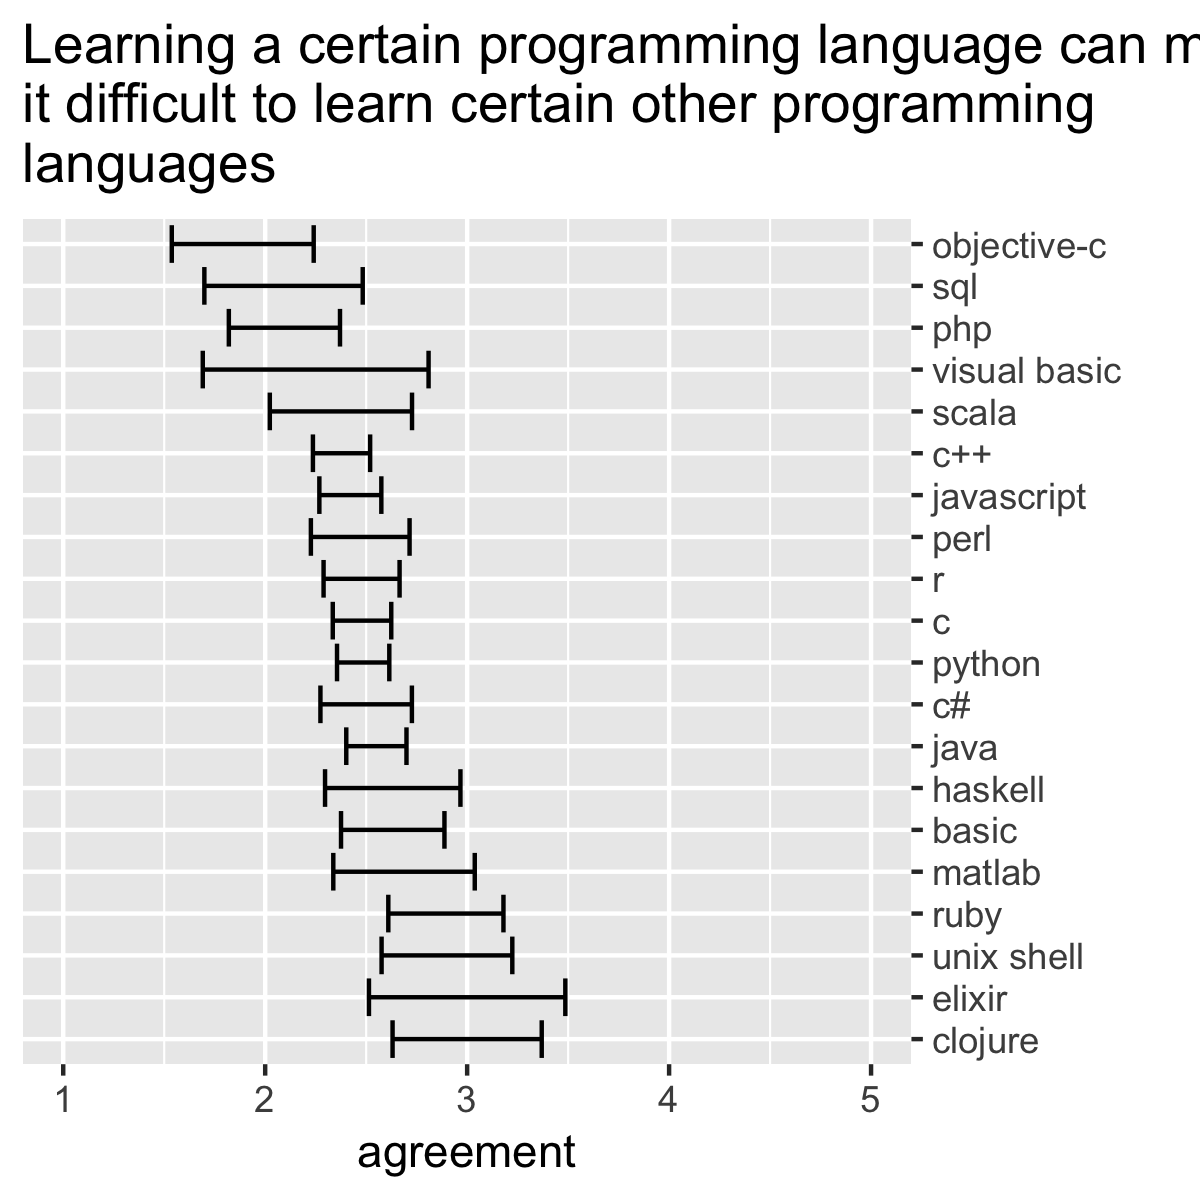 Learning a certain programming language can m
it difficult to learn certain other programming
languages
objective-c
sql
php
visual basic
scala
c++
javascript
perl
r
c
python
c#
java
haskell
basic
matlab
ruby
unix shell
elixir
clojure
1 2 3 4 5
agreement